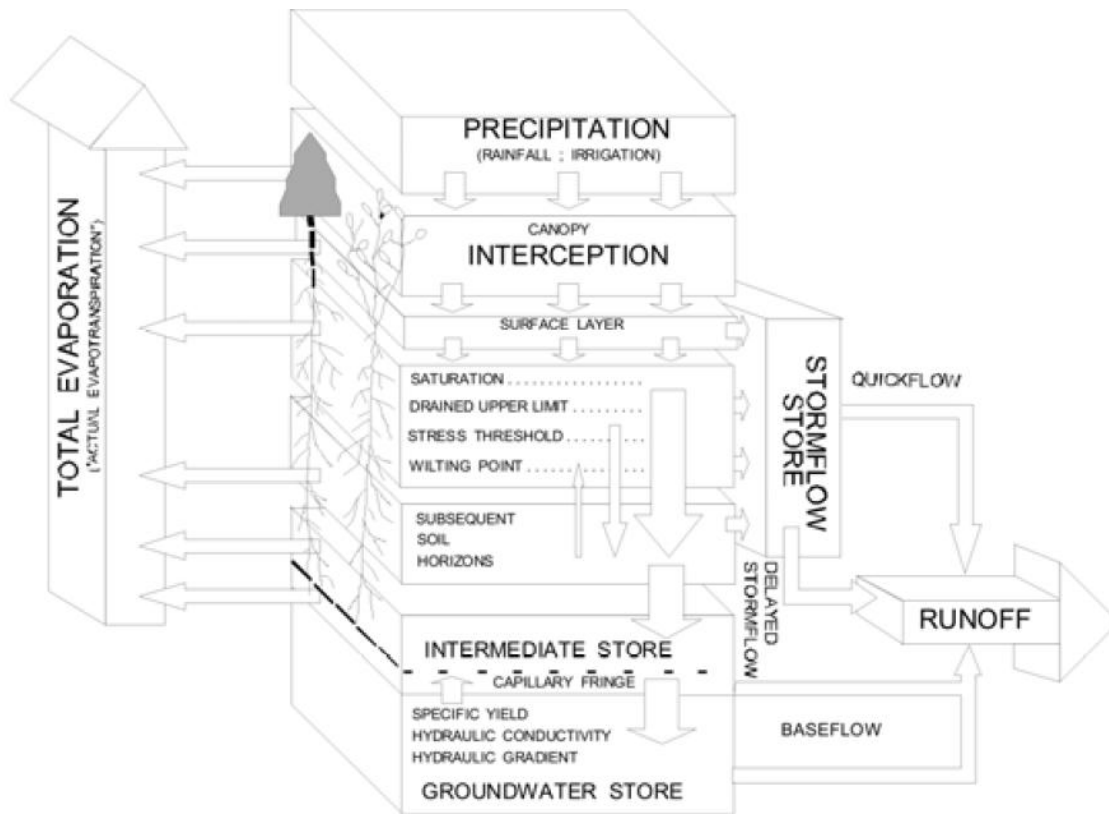 PRECIPITATION
(RAINFALL ; IRRIGATION)
CANOPY
INTERCEPTION
SURFACE LAYER
SATURATION
DRAINED UPPER LIMIT
STRESS THRESHOLD
WILTING POINT
SUBSEQUENT
SOIL
HORIZONS
INTERMEDIATE STORE
CAPILLARY FRINGE
SPECIFIC YIELD
HYDRAULIC CONDUCTIVITY
HYDRAULIC GRADIENT
GROUNDWATER STORE
TOTAL EVAPORATION
("ACTUAL EVAPOTRANSPIRATION")
STORMFLOW
STORE
QUICKFLOW
DELAYED
STORMFLOW
RUNOFF
BASEFLOW